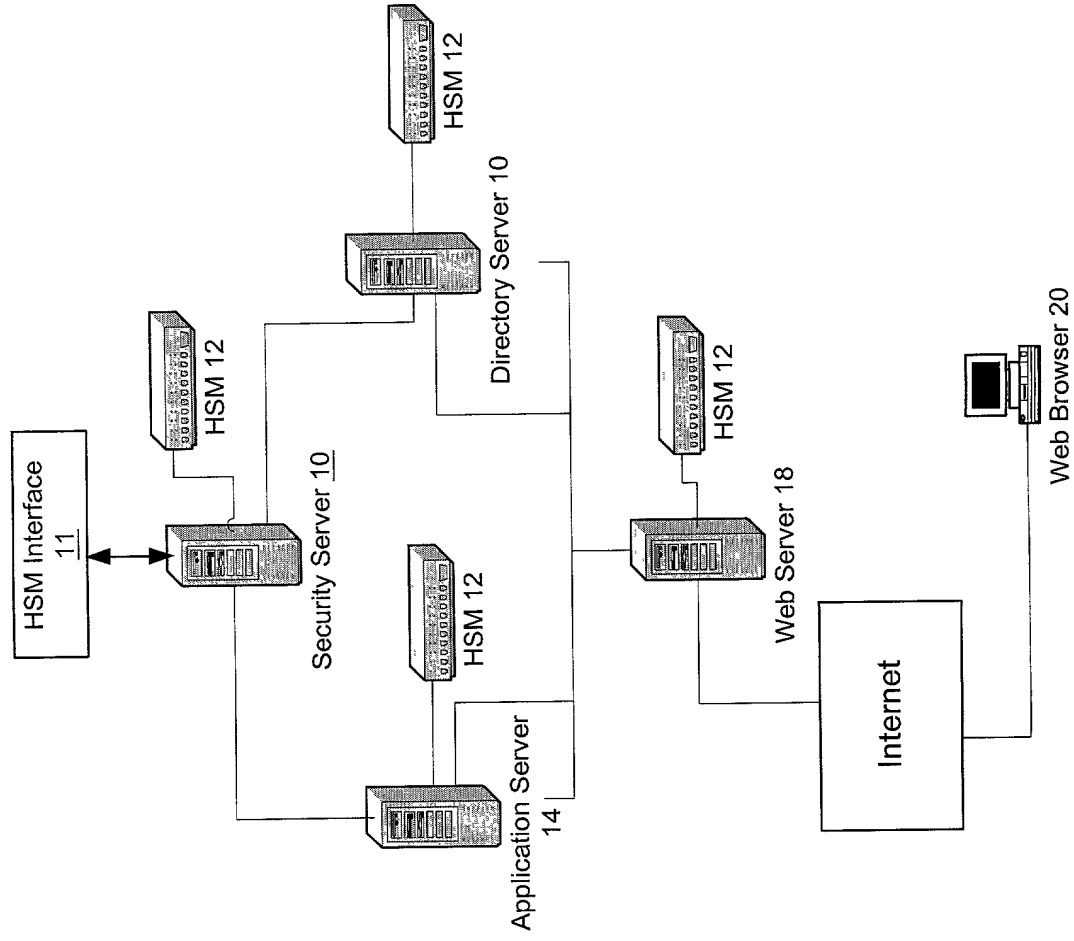 HSM Interface
11
HSM 12
Security Server 10
HSM 12
Directory Server 10
HSM 12
Application Server
14
HSM 12
Web Server 18
Internet
Web Browser 20